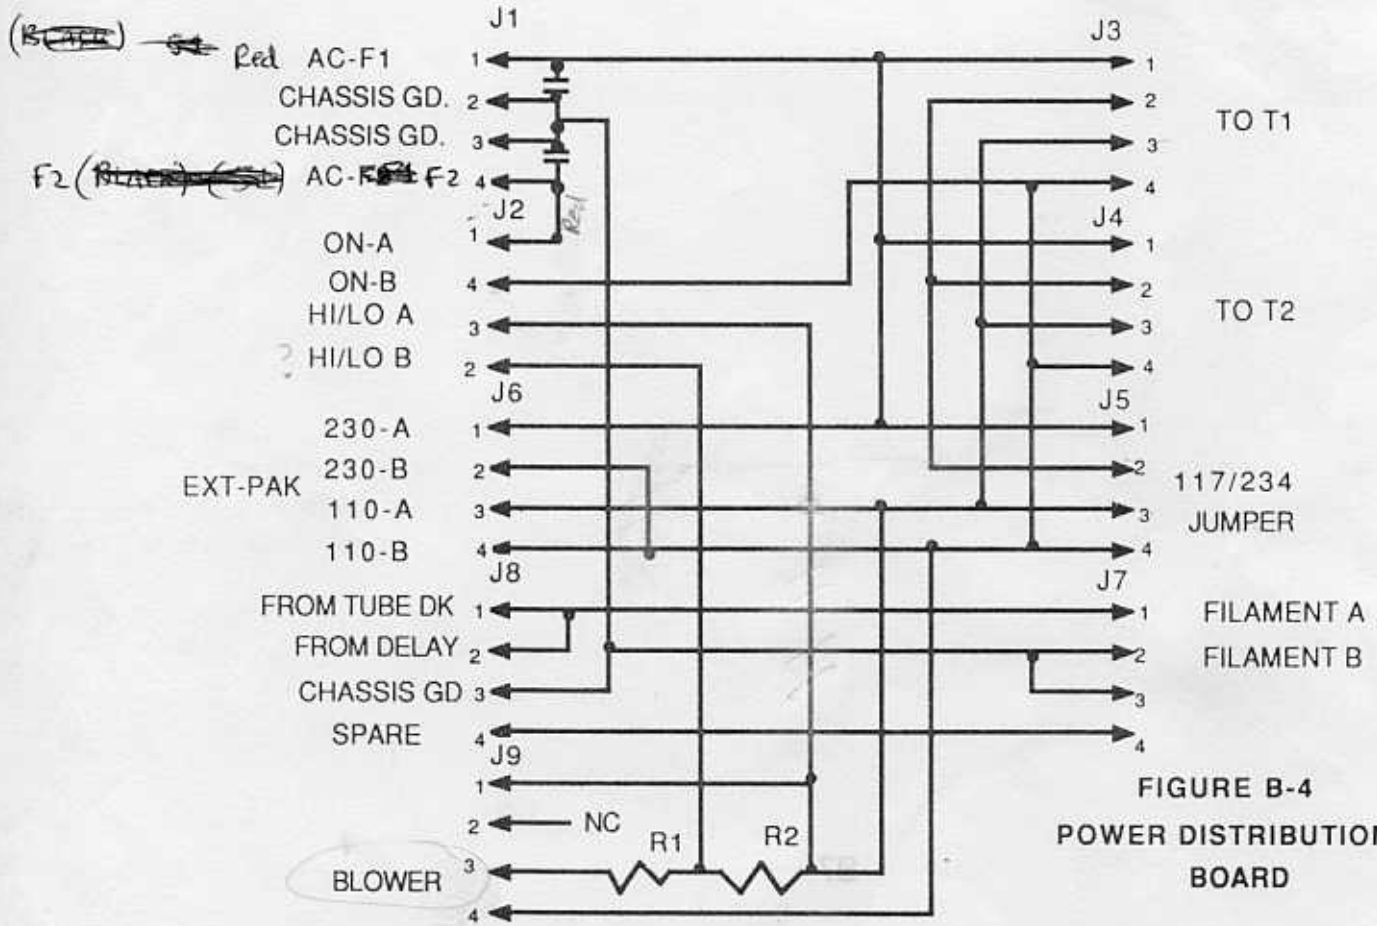 J1
J3
(BLACK) Red AC-F1 1
1
CHASSIS GD. 2
2
TO T1
CHASSIS GD. 3
3
F2 (BLACK) AC-F2
4
4
J2
Red
J4
ON-A 1
1
ON-B 4
2
HI/LO A 3
3
TO T2
? HI/LO B 2
4
J6
J5
230-A 1
1
EXT-PAK 230-B 2
2
117/234
110-A 3
3
JUMPER
110-B 4
4
J8
J7
FROM TUBE DK 1
1 FILAMENT A
FROM DELAY 2
2 FILAMENT B
CHASSIS GD 3
3
SPARE 4
4
J9
1
FIGURE B-4
2 NC
POWER DISTRIBUTION
R1 R2
BLOWER 3
BOARD
4